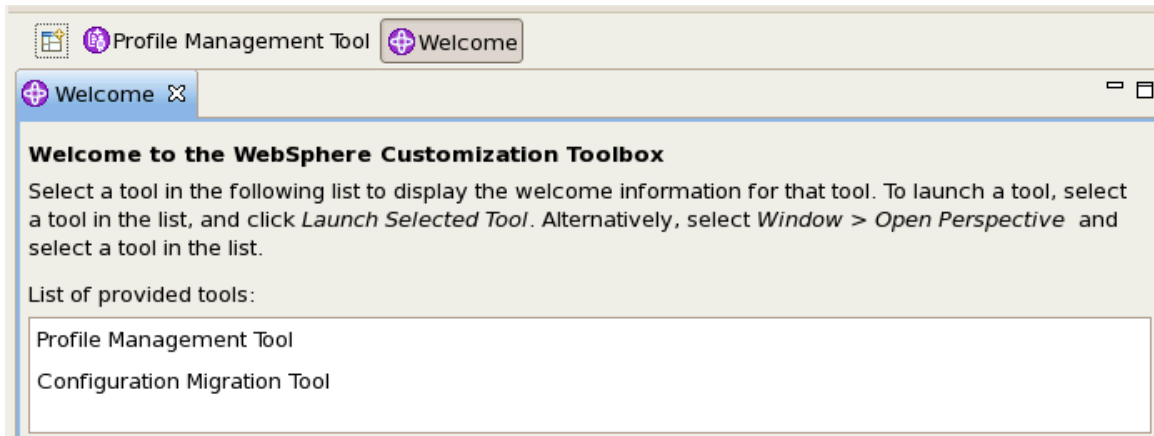 Profile Management Tool Welcome
Welcome
Welcome to the WebSphere Customization Toolbox
Select a tool in the following list to display the welcome information for that tool. To launch a tool, select
a tool in the list, and click Launch Selected Tool. Alternatively, select Window > Open Perspective and
select a tool in the list.
List of provided tools:
Profile Management Tool
Configuration Migration Tool